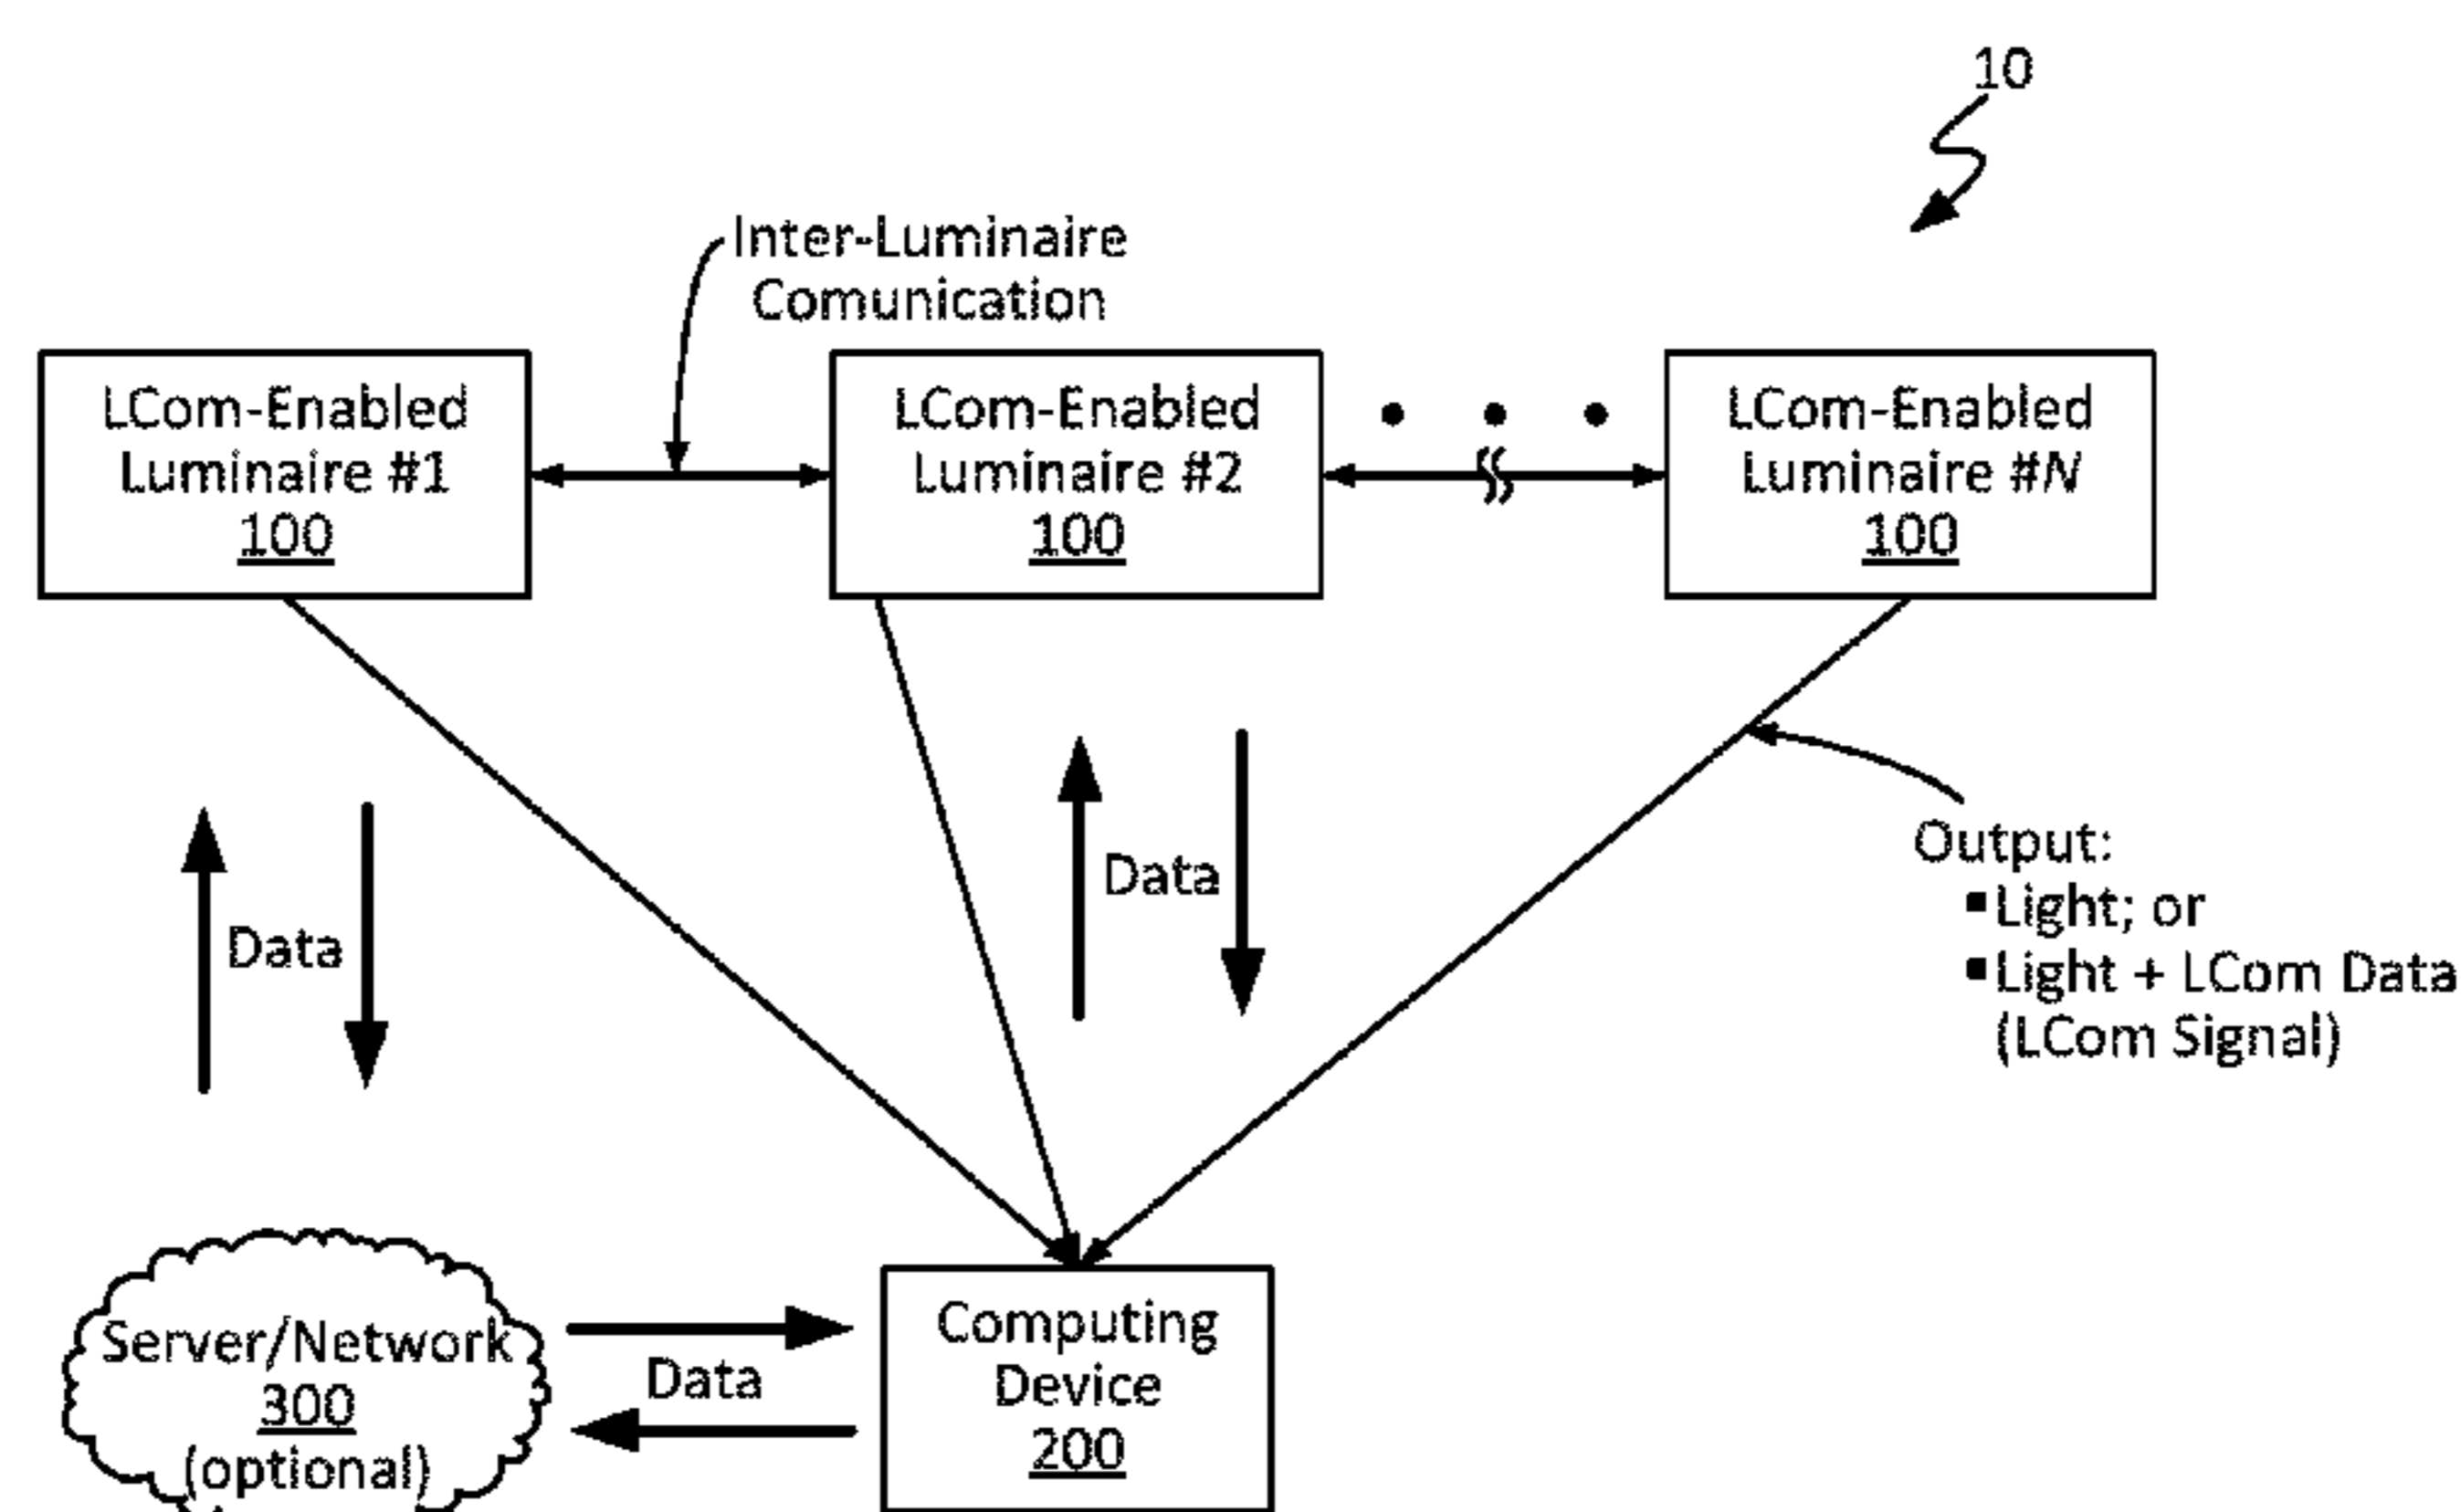 10
Inter-Luminaire
Comunication
LCom-Enabled
Luminaire #1
100
LCom-Enabled
Luminaire #2
100
LCom-Enabled
Luminaire #N
100
Data
Data
Output:
▪Light; or
▪Light + LCom Data
(LCom Signal)
Server/Network
300
(optional)
Data
Computing
Device
200